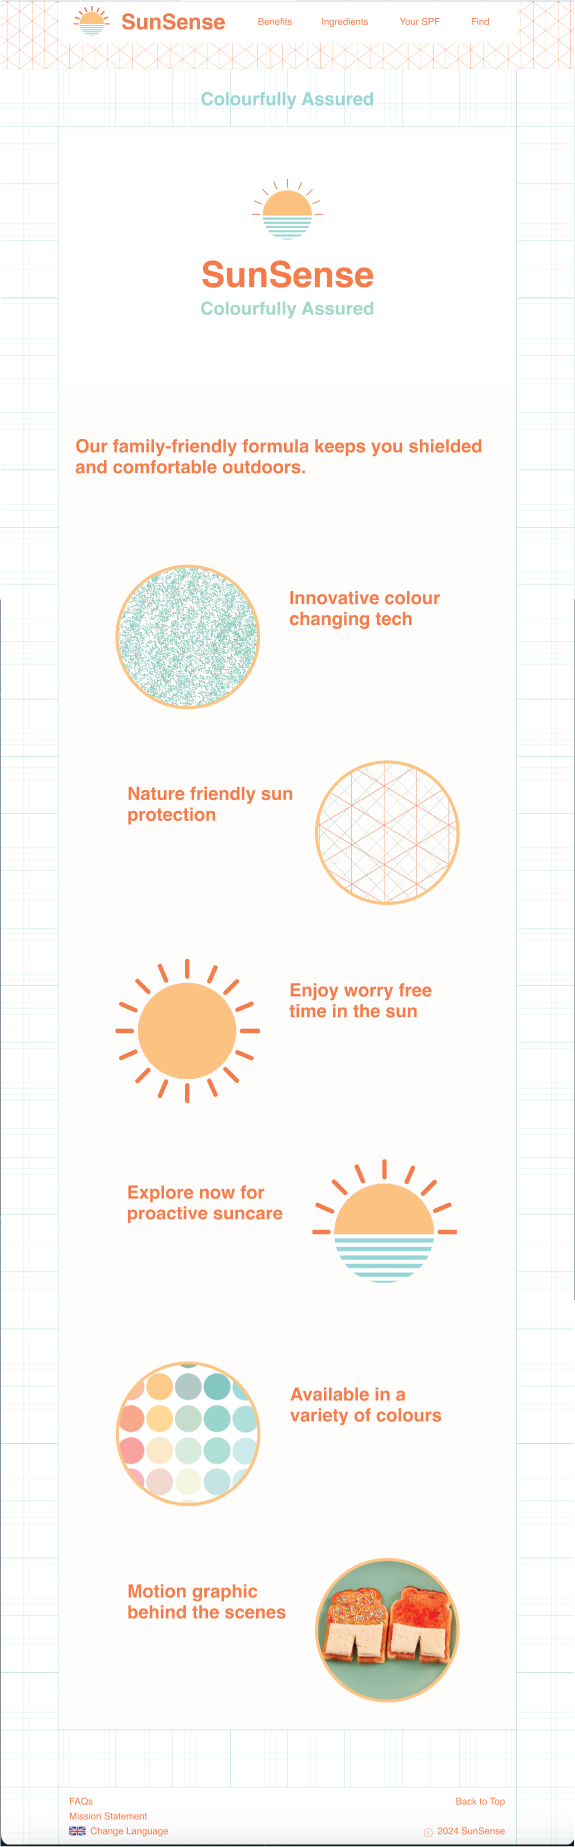 SunSense
Benefits
Ingredients
Your SPF
Find
Colourfully Assured
SunSense
Colourfully Assured
Our family-friendly formula keeps you shielded
and comfortable outdoors.
Innovative colour
changing tech
Nature friendly sun
protection
Enjoy worry free
time in the sun
Explore now for
proactive suncare
Available in a
variety of colours
Motion graphic
behind the scenes
FAQs
Back to Top
Mission Statement
Change Language
© 2024 SunSense